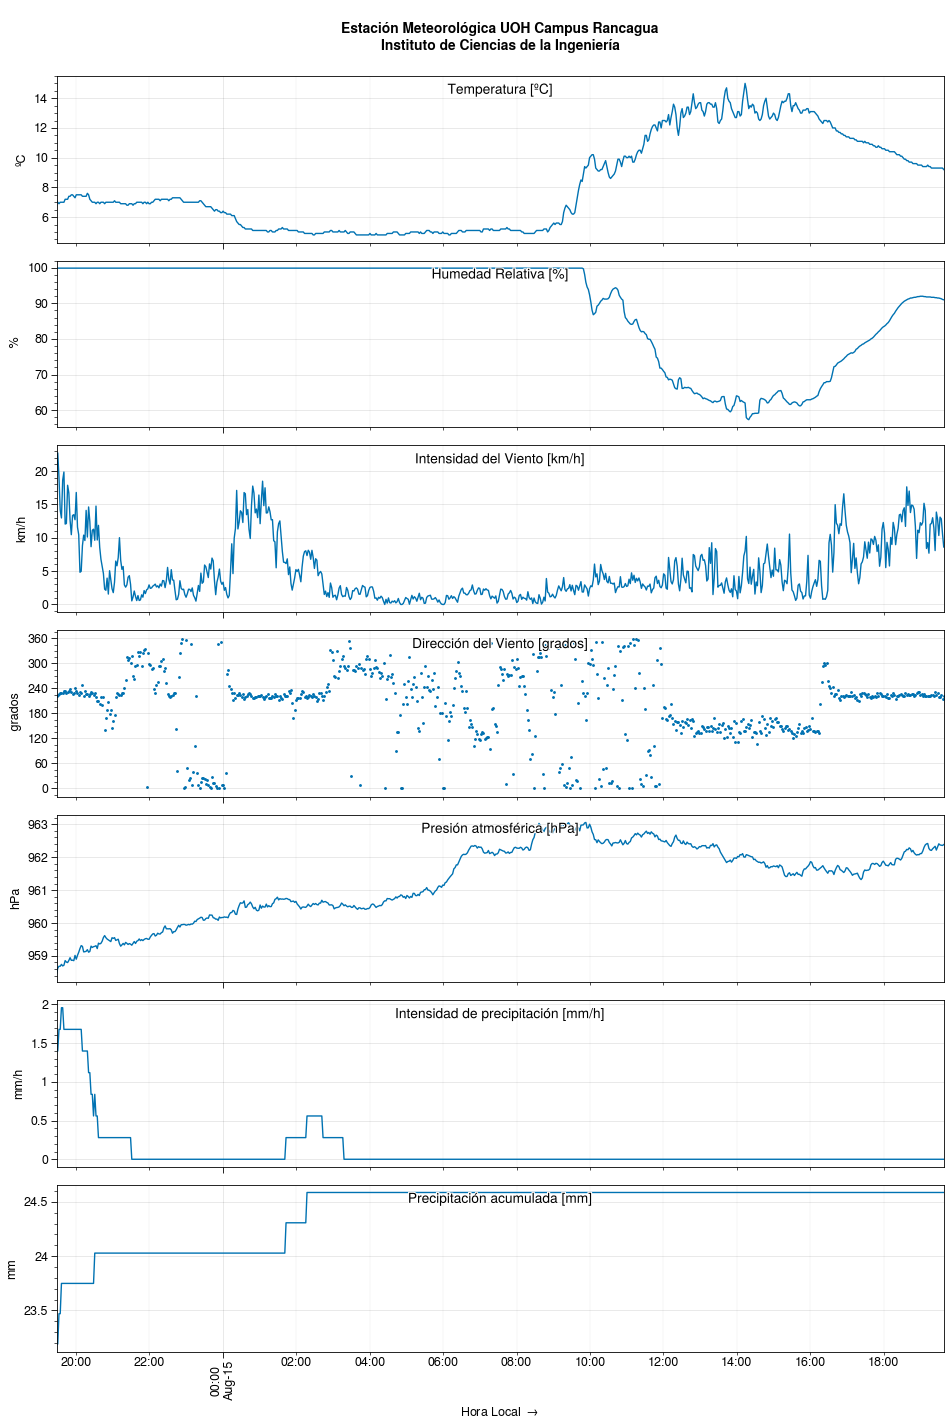 Estación Meteorológica UOH Campus Rancagua
Instituto de Ciencias de la Ingeniería
Temperatura [ºC]
14
12
10
8
6
ºC
Humedad Relativa [%]
100
90
80
70
60
%
Intensidad del Viento [km/h]
20
15
10
5
0
km/h
Dirección del Viento [grados]
360
300
240
180
120
60
0
grados
Presión atmosférica [hPa]
963
962
961
960
959
hPa
Intensidad de precipitación [mm/h]
2
1.5
1
0.5
0
mm/h
Precipitación acumulada [mm]
24.5
24
23.5
mm
20:00 22:00 00:00 02:00 04:00 06:00 08:00 10:00 12:00 14:00 16:00 18:00
Aug-15
Hora Local →